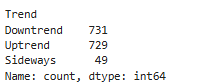 Trend
Downtrend    731
Uptrend      729
Sideways      49
Name: count, dtype: int64